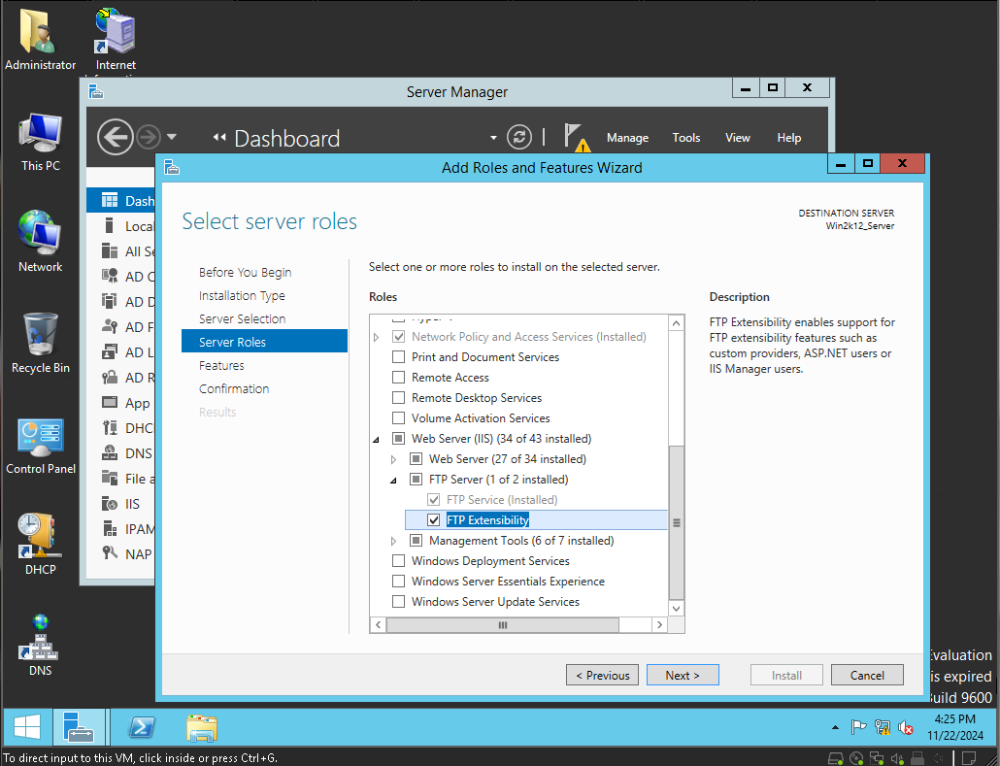 Administrator
Internet
This PC
Network
Recycle Bin
Control Panel
DHCP
DNS
Server Manager
Dashboard
Manage
Tools
View
Help
Dash
Local
All Se
AD C
AD D
AD F
AD L
AD R
App
DHC
DNS
File a
IIS
IPAM
NAP
Add Roles and Features Wizard
Select server roles
DESTINATION SERVER
Win2k12_Server
Before You Begin
Installation Type
Server Selection
Server Roles
Features
Confirmation
Results
Select one or more roles to install on the selected server.
Roles
Network Policy and Access Services (Installed)
Print and Document Services
Remote Access
Remote Desktop Services
Volume Activation Services
Web Server (IIS) (34 of 43 installed)
Web Server (27 of 34 installed)
FTP Server (1 of 2 installed)
FTP Service (Installed)
FTP Extensibility
Management Tools (6 of 7 installed)
Windows Deployment Services
Windows Server Essentials Experience
Windows Server Update Services
Description
FTP Extensibility enables support for
FTP extensibility features such as
custom providers, ASP.NET users or
IIS Manager users.
< Previous
Next >
Install
Cancel
Evaluation
is expired
Build 9600
4:25 PM
11/22/2024
To direct input to this VM, click inside or press Ctrl+G.